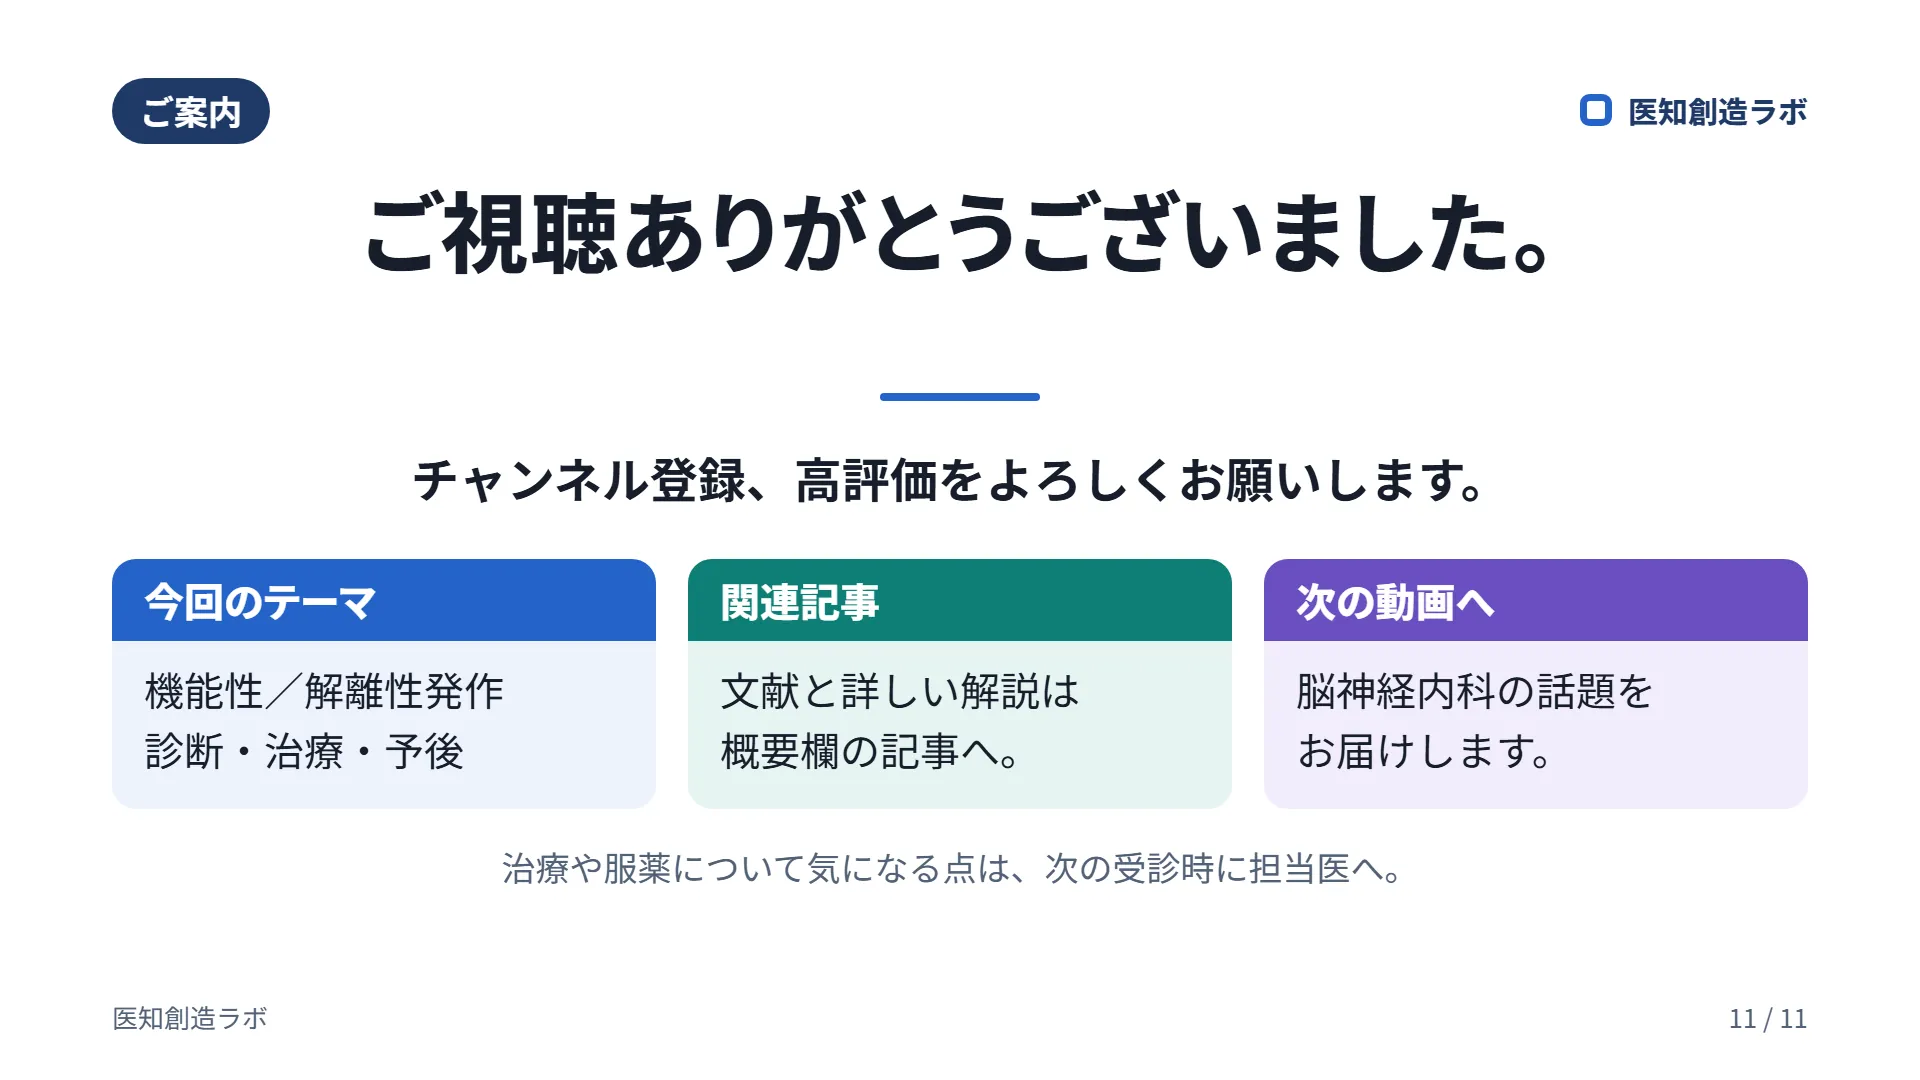 ご案内
医知創造ラボ
ご視聴ありがとうございました。
チャンネル登録、高評価をよろしくお願いします。
今回のテーマ
機能性／解離性発作
診断・治療・予後
関連記事
文献と詳しい解説は
概要欄の記事へ。
次の動画へ
脳神経内科の話題を
お届けします。
治療や服薬について気になる点は、次の受診時に担当医へ。
医知創造ラボ
11 / 11